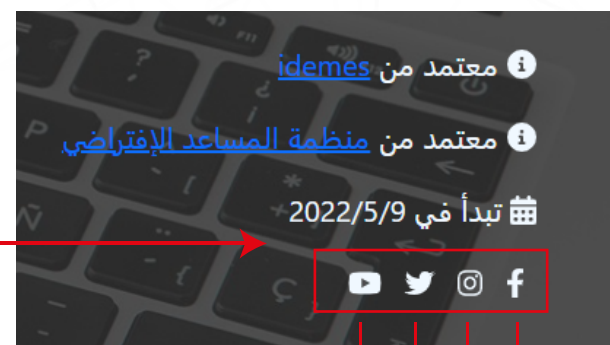 معتمد من idemes
معتمد من منظمة المساعد الإفتراضي
تبدأ في 2022/5/9